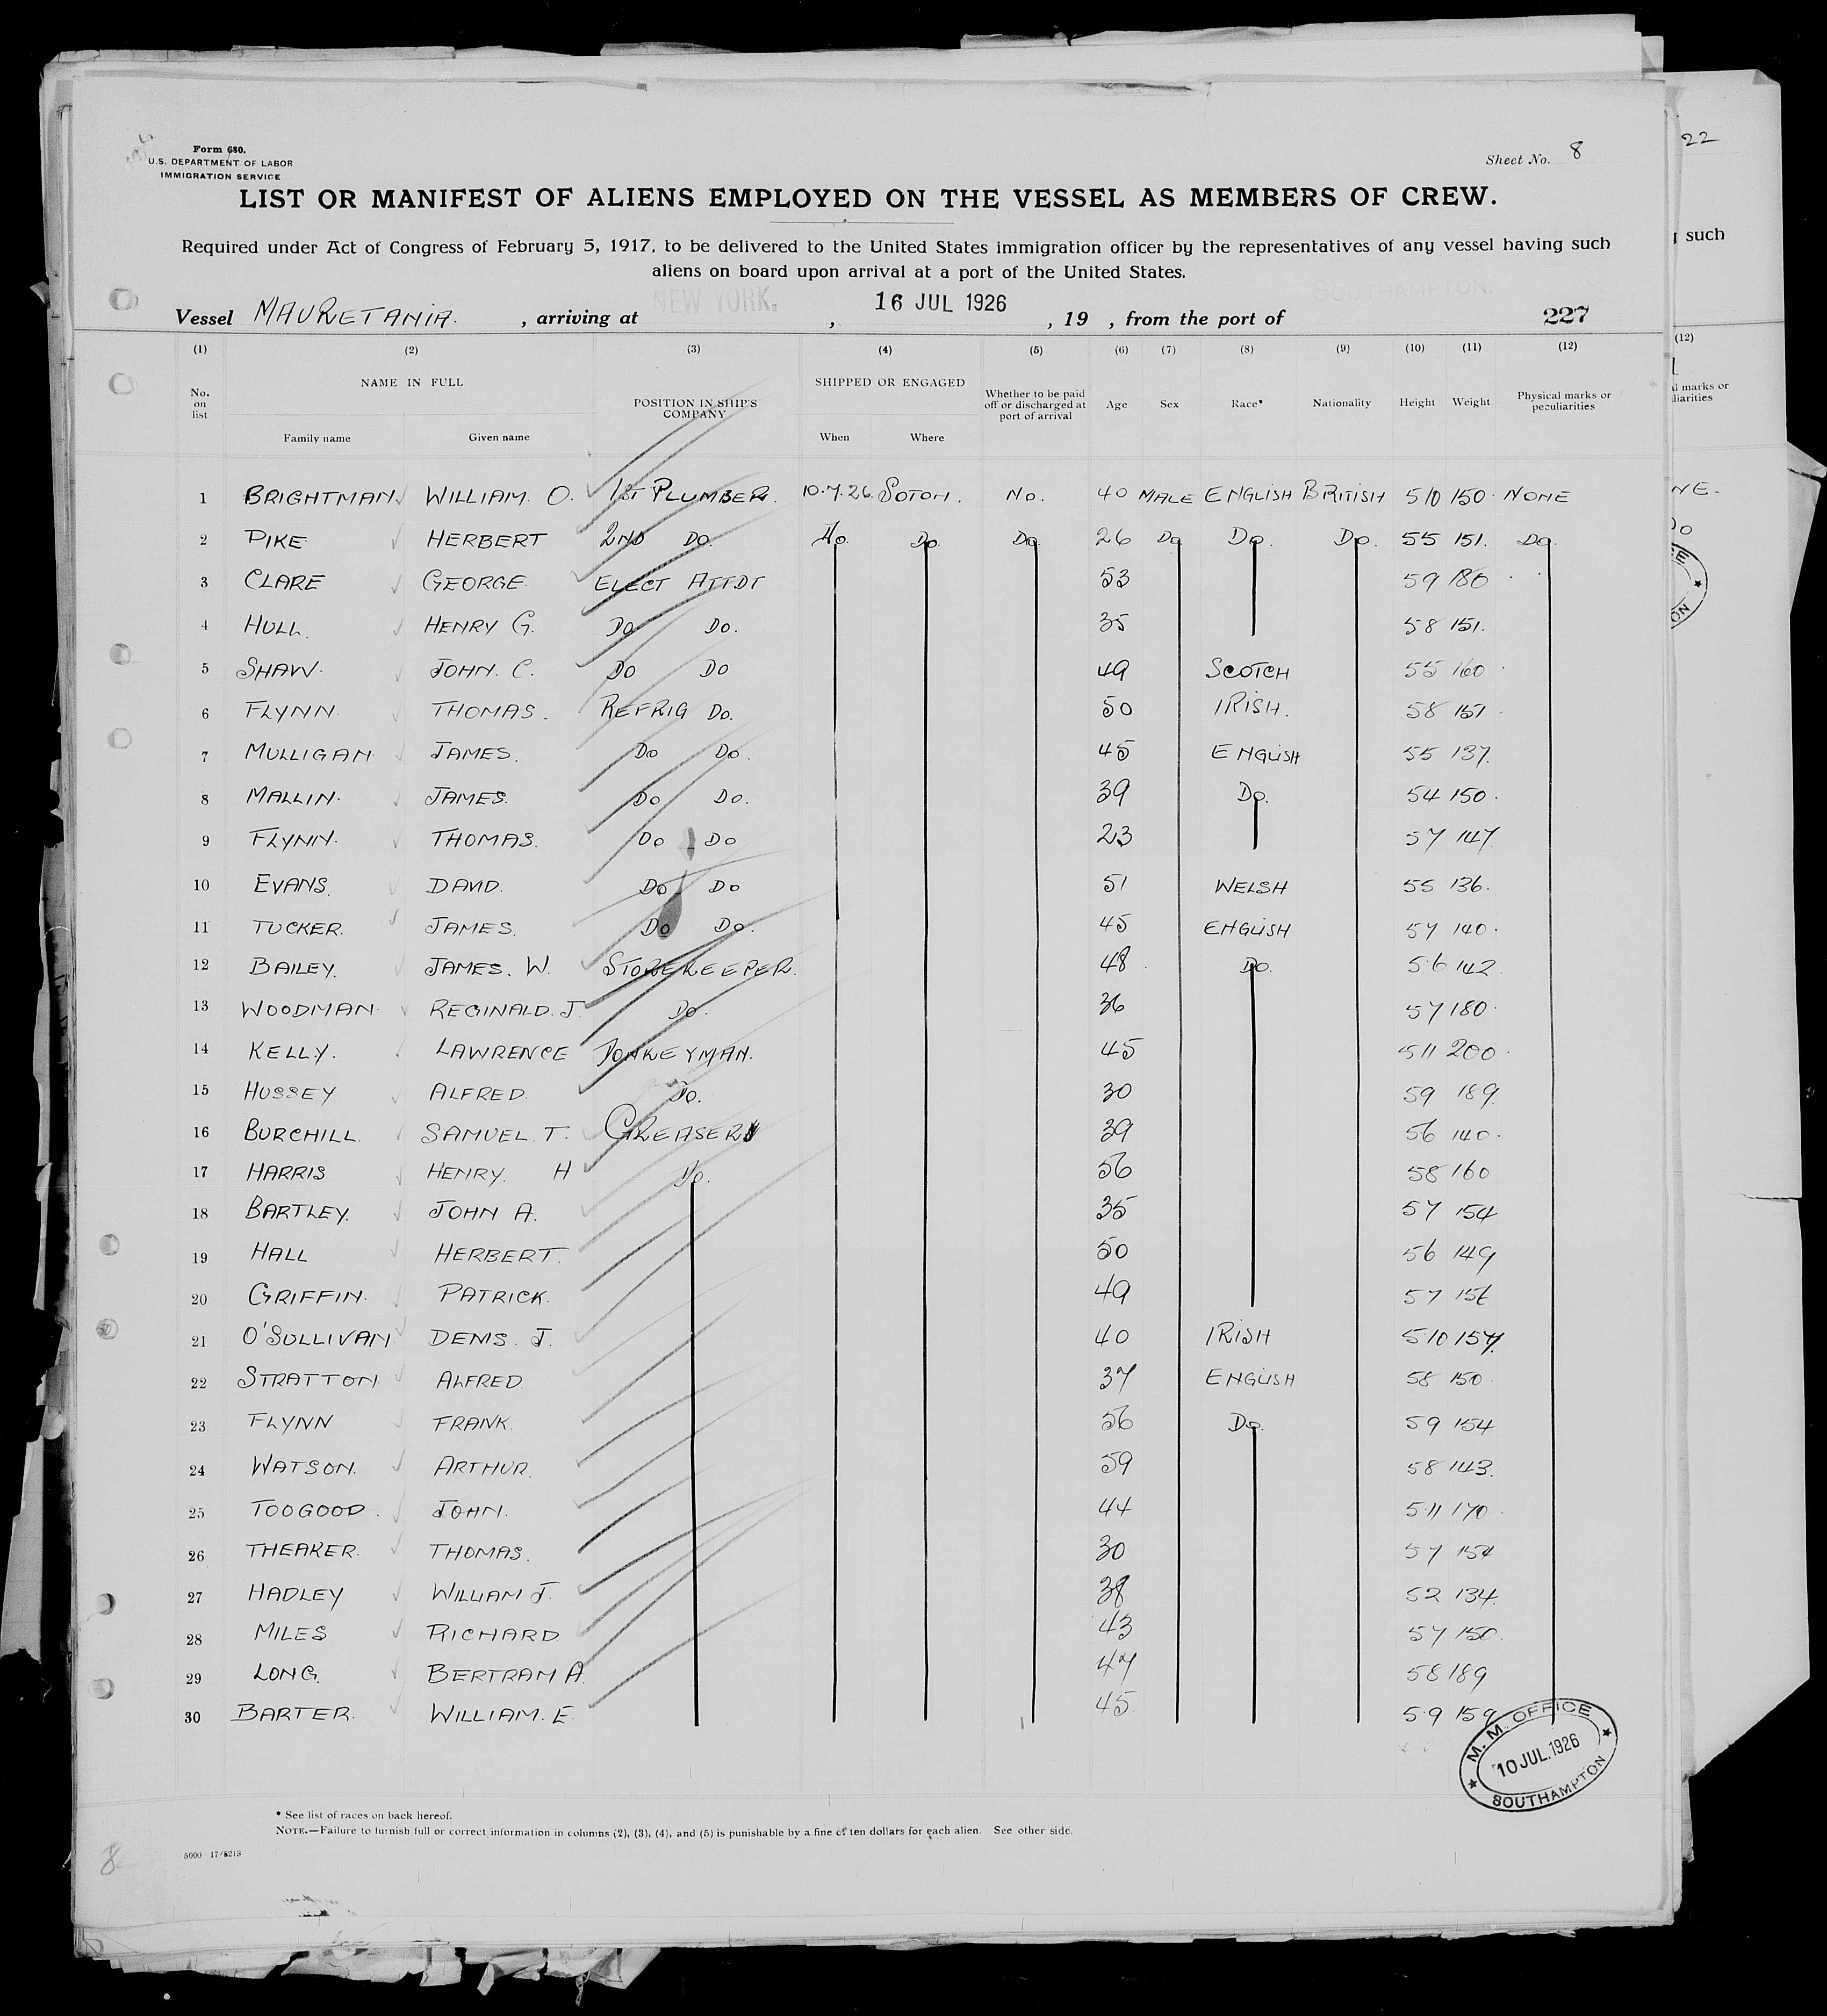 Form 680.
U.S. DEPARTMENT OF LABOR
IMMIGRATION SERVICE
Sheet No. 8
22
LIST OR MANIFEST OF ALIENS EMPLOYED ON THE VESSEL AS MEMBERS OF CREW.
Required under Act of Congress of February 5, 1917, to be delivered to the United States immigration officer by the representatives of any vessel having such
such
aliens on board upon arrival at a port of the United States.
Vessel MAURETANIA. , arriving at NEW YORK. , 16 JUL 1926 , 19 , from the port of SOUTHAMPTON. 227
(1) (2) (3) (4) (5) (6) (7) (8) (9) (10) (11) (12)
(12)
No. on list NAME IN FULL Family name Given name POSITION IN SHIP'S COMPANY SHIPPED OR ENGAGED When Where Whether to be paid off or discharged at port of arrival Age Sex Race* Nationality Height Weight Physical marks or peculiarities
1 BRIGHTMAN WILLIAM. O. 1ST PLUMBER. 10.7.26 SOTON. NO. 40 MALE ENGLISH BRITISH 510 150 NONE
2 PIKE HERBERT 2ND DO. DO. DO. DO. 26 DO DO. DO. 55 151. DO.
3 CLARE GEORGE ELECT ATTDT 53 59 180
4 HULL. HENRY G. DO DO. 35 58 151.
5 SHAW. JOHN. C. DO DO 49 SCOTCH 55 160
6 FLYNN. THOMAS. REFRIG DO. 50 IRISH. 58 157
7 MULLIGAN JAMES. DO DO. 45 ENGLISH 55 137.
8 MALLIN. JAMES. DO DO. 39 DO. 54 150.
9 FLYNN. THOMAS. DO DO 23 57 147
10 EVANS. DAVID. DO DO 51 WELSH 55 136.
11 TUCKER. JAMES. DO DO. 45 ENGLISH 57 140.
12 BAILEY. JAMES. W. STOREKEEPER. 48 DO. 56 142.
13 WOODMAN. REGINALD. J. DO. 36 57 180.
14 KELLY. LAWRENCE DONKEYMAN. 45 511 200
15 HUSSEY ALFRED. DO. 30 59 189
16 BURCHILL. SAMUEL. T. GREASER 39 56 140.
17 HARRIS HENRY. H DO. 56 58 160
18 BARTLEY. JOHN A. 35 57 154
19 HALL HERBERT. 50 56 149
20 GRIFFIN. PATRICK. 49 57 156
21 O'SULLIVAN DENIS. J. 40 IRISH 5.10 157
22 STRATTON ALFRED 37 ENGLISH 58 150
23 FLYNN FRANK 56 DO. 59 154
24 WATSON. ARTHUR. 59 58 143.
25 TOOGOOD. JOHN. 44 5.11 170
26 THEAKER. THOMAS. 30 57 154
27 HADLEY WILLIAM J. 38 52 134.
28 MILES RICHARD 43 57 150.
29 LONG. BERTRAM A. 47 58 189
30 BARTER. WILLIAM. E. 45. 5.9 159
M. M. OFFICE
10 JUL. 1926
SOUTHAMPTON
* See list of races on back hereof.
NOTE.—Failure to furnish full or correct information in columns (2), (3), (4), and (5) is punishable by a fine of ten dollars for each alien. See other side.
5000 17/8213
8